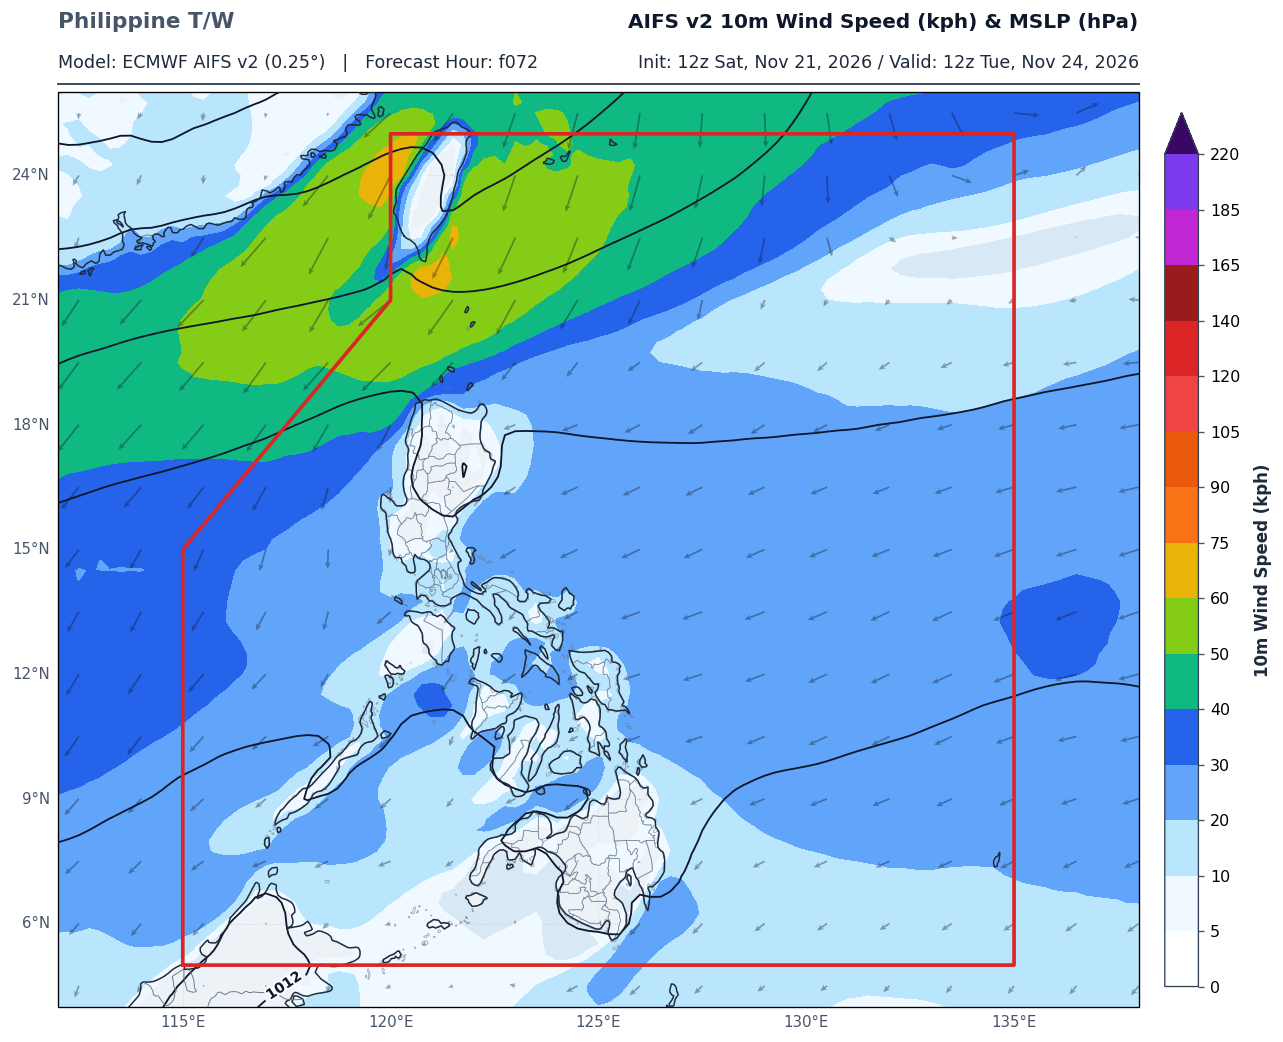 Philippine T/W
AIFS v2 10m Wind Speed (kph) & MSLP (hPa)
Model: ECMWF AIFS v2 (0.25°) | Forecast Hour: f072
Init: 12z Sat, Nov 21, 2026 / Valid: 12z Tue, Nov 24, 2026
24°N
21°N
18°N
15°N
12°N
9°N
6°N
115°E
120°E
125°E
130°E
135°E
1012
220
185
165
140
120
105
90
75
60
50
40
30
20
10
5
0
10m Wind Speed (kph)